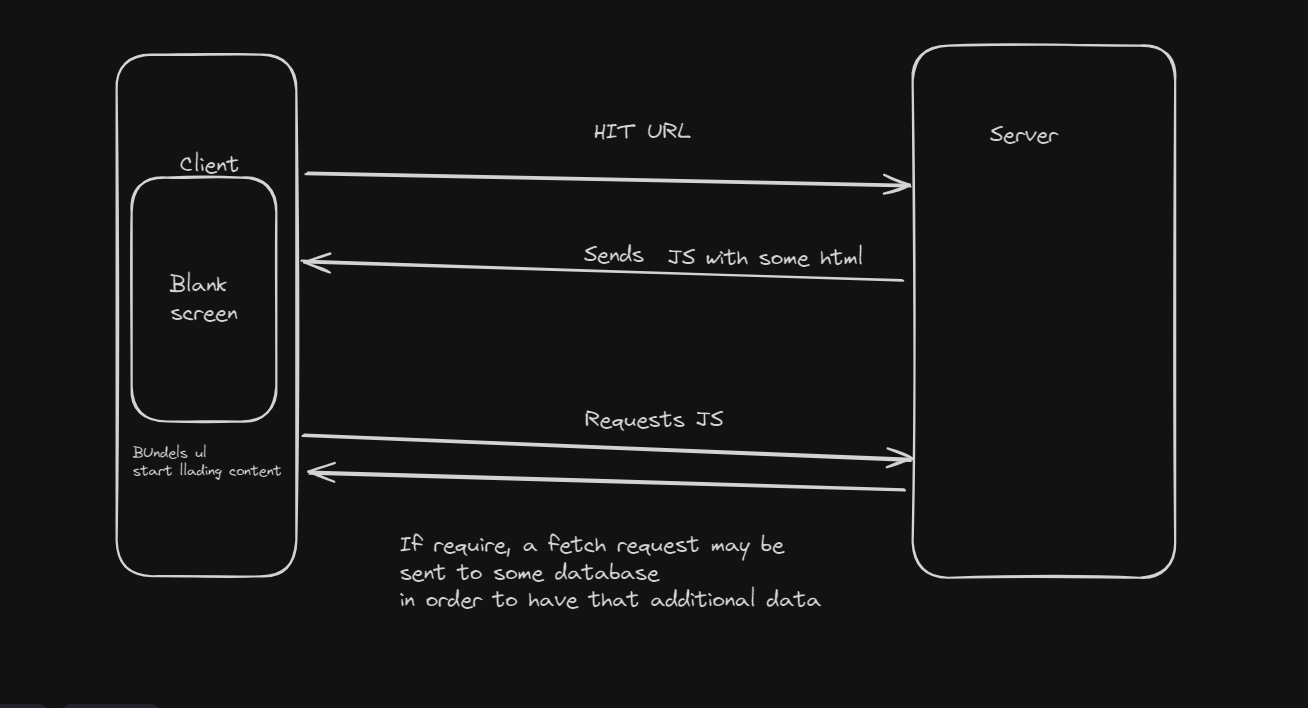 HIT URL
Server
Client
Sends JS with some html
Blank
screen
Requests JS
BUndels ul
start llading content
If require, a fetch request may be
sent to some database
in order to have that additional data